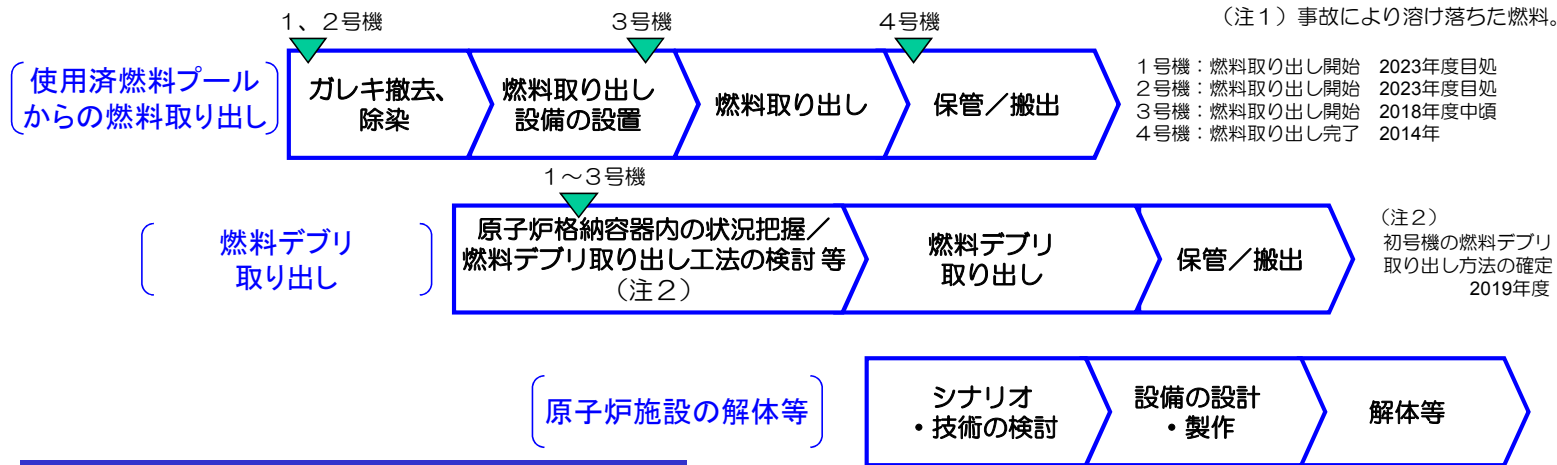 (注1)事故により溶け落ちた燃料。
1、2号機
3号機
4号機
使用済燃料プール
からの燃料取り出し
ガレキ撤去、
除染
燃料取り出し
設備の設置
燃料取り出し
保管/搬出
1号機:燃料取り出し開始 2023年度目処
2号機:燃料取り出し開始 2023年度目処
3号機:燃料取り出し開始 2018年度中頃
4号機:燃料取り出し完了 2014年
1~3号機
燃料デブリ
取り出し
原子炉格納容器内の状況把握/
燃料デブリ取り出し工法の検討 等
(注2)
燃料デブリ
取り出し
保管/搬出
(注2)
初号機の燃料デブリ
取り出し方法の確定
2019年度
原子炉施設の解体等
シナリオ
・技術の検討
設備の設計
・製作
解体等